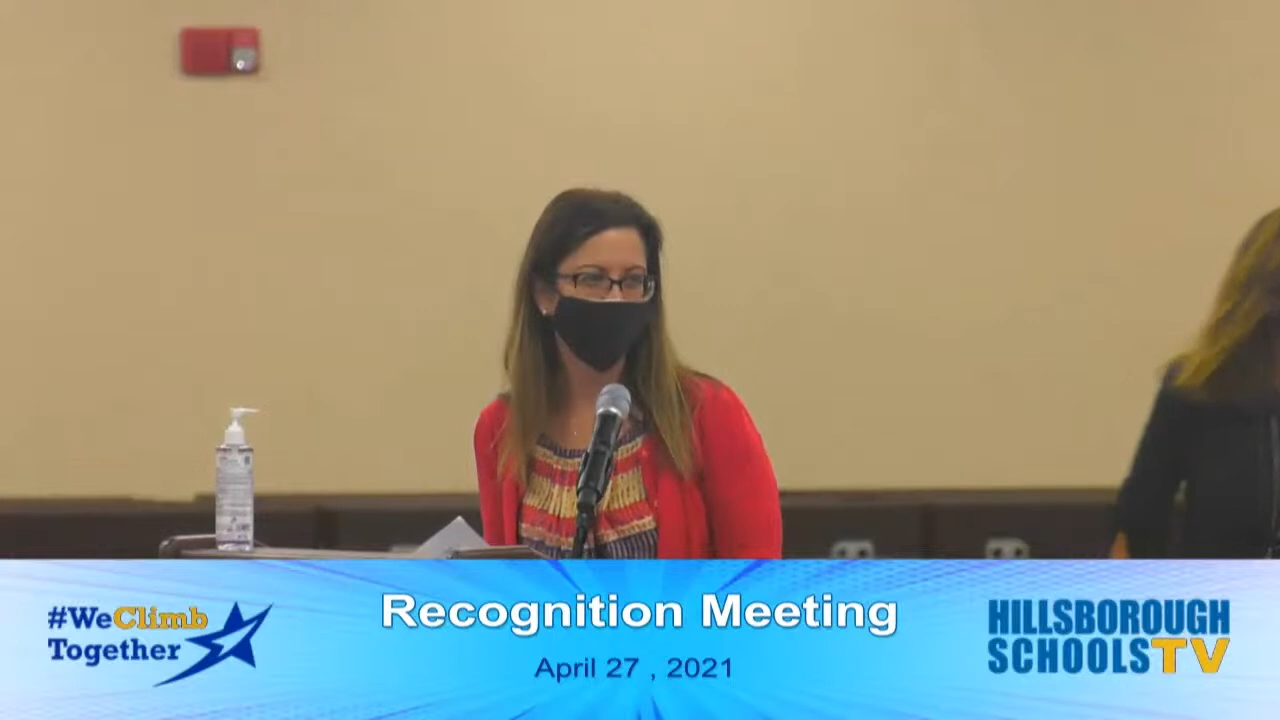 #WeClimb
Together
Recognition Meeting
April 27 , 2021
HILLSBOROUGH
SCHOOLSTV